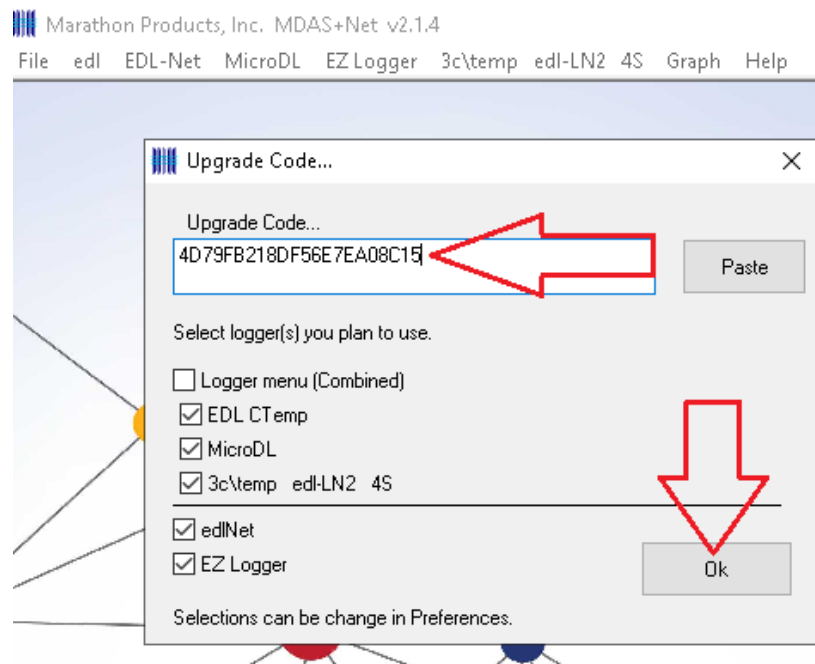 Marathon Products, Inc. MDAS+Net v2.1.4
File edl EDL-Net MicroDL EZ Logger 3c\temp edl-LN2 4S Graph Help
Upgrade Code...
Upgrade Code...
4D79FB218DF56E7EA08C15
Paste
Select logger(s) you plan to use.
Logger menu (Combined)
EDL CTemp
MicroDL
3c\temp edl-LN2 4S
edlNet
EZ Logger
Ok
Selections can be change in Preferences.